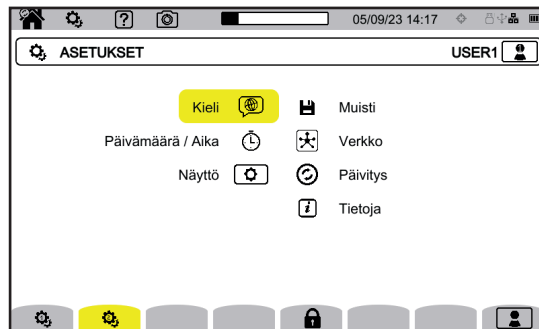 05/09/23 14:17
ASETUKSET
USER1
Kieli
Muisti
Päivämäärä / Aika
Verkko
Näyttö
Päivitys
Tietoja